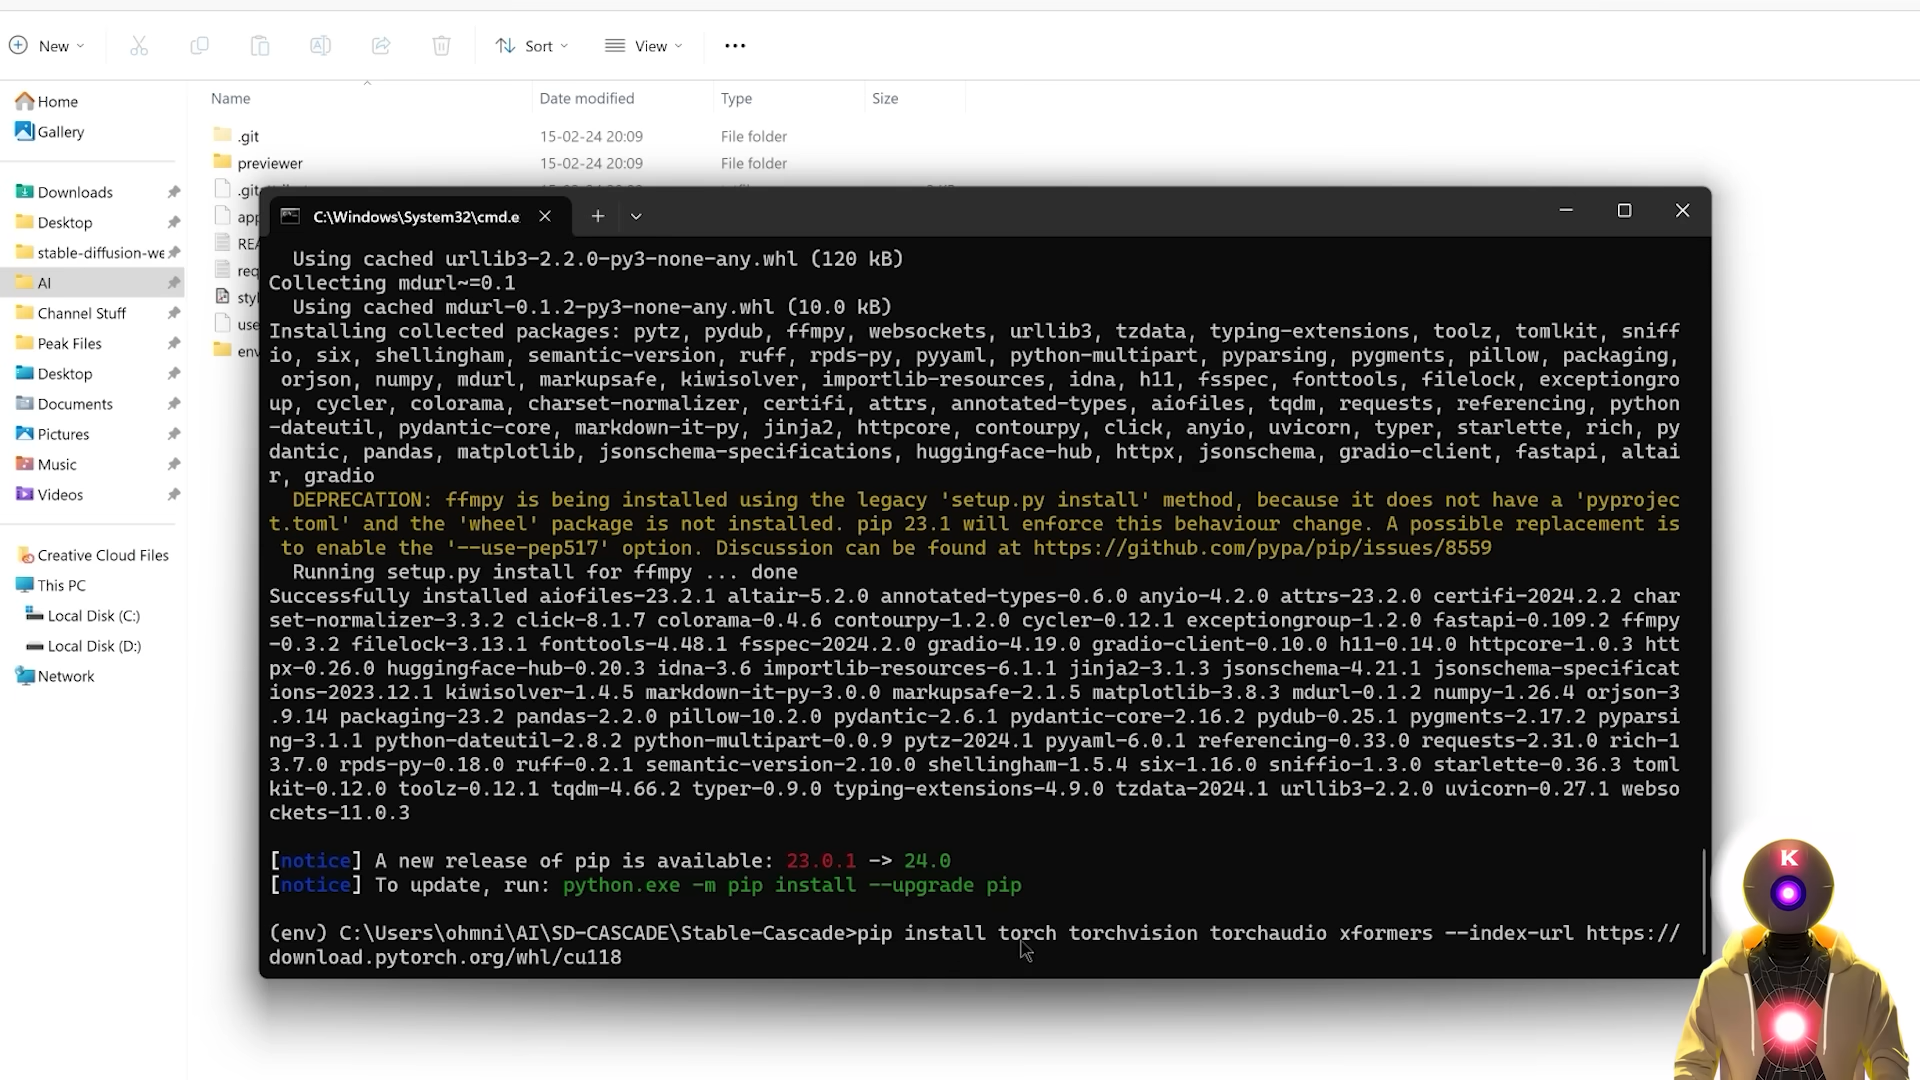 New
Sort
View
Name
Date modified
Type
Size
Home
Gallery
Downloads
Desktop
stable-diffusion-we
AI
Channel Stuff
Peak Files
Desktop
Documents
Pictures
Music
Videos
Creative Cloud Files
This PC
Local Disk (C:)
Local Disk (D:)
Network
.git 15-02-24 20:09 File folder
previewer 15-02-24 20:09 File folder
.git
app
REA
req
styl
use
env
C:\Windows\System32\cmd.e
Using cached urllib3-2.2.0-py3-none-any.whl (120 kB)
Collecting mdurl~=0.1
Using cached mdurl-0.1.2-py3-none-any.whl (10.0 kB)
Installing collected packages: pytz, pydub, ffmpy, websockets, urllib3, tzdata, typing-extensions, toolz, tomlkit, sniff
io, six, shellingham, semantic-version, ruff, rpds-py, pyyaml, python-multipart, pyparsing, pygments, pillow, packaging,
orjson, numpy, mdurl, markupsafe, kiwisolver, importlib-resources, idna, h11, fsspec, fonttools, filelock, exceptiongro
up, cycler, colorama, charset-normalizer, certifi, attrs, annotated-types, aiofiles, tqdm, requests, referencing, python
-dateutil, pydantic-core, markdown-it-py, jinja2, httpcore, contourpy, click, anyio, uvicorn, typer, starlette, rich, py
dantic, pandas, matplotlib, jsonschema-specifications, huggingface-hub, httpx, jsonschema, gradio-client, fastapi, altai
r, gradio
DEPRECATION: ffmpy is being installed using the legacy 'setup.py install' method, because it does not have a 'pyprojec
t.toml' and the 'wheel' package is not installed. pip 23.1 will enforce this behaviour change. A possible replacement is
to enable the '--use-pep517' option. Discussion can be found at https://github.com/pypa/pip/issues/8559
Running setup.py install for ffmpy ... done
Successfully installed aiofiles-23.2.1 altair-5.2.0 annotated-types-0.6.0 anyio-4.2.0 attrs-23.2.0 certifi-2024.2.2 char
set-normalizer-3.3.2 click-8.1.7 colorama-0.4.6 contourpy-1.2.0 cycler-0.12.1 exceptiongroup-1.2.0 fastapi-0.109.2 ffmpy
-0.3.2 filelock-3.13.1 fonttools-4.48.1 fsspec-2024.2.0 gradio-4.19.0 gradio-client-0.10.0 h11-0.14.0 httpcore-1.0.3 htt
px-0.26.0 huggingface-hub-0.20.3 idna-3.6 importlib-resources-6.1.1 jinja2-3.1.3 jsonschema-4.21.1 jsonschema-specificat
ions-2023.12.1 kiwisolver-1.4.5 markdown-it-py-3.0.0 markupsafe-2.1.5 matplotlib-3.8.3 mdurl-0.1.2 numpy-1.26.4 orjson-3
.9.14 packaging-23.2 pandas-2.2.0 pillow-10.2.0 pydantic-2.6.1 pydantic-core-2.16.2 pydub-0.25.1 pygments-2.17.2 pyparsi
ng-3.1.1 python-dateutil-2.8.2 python-multipart-0.0.9 pytz-2024.1 pyyaml-6.0.1 referencing-0.33.0 requests-2.31.0 rich-1
3.7.0 rpds-py-0.18.0 ruff-0.2.1 semantic-version-2.10.0 shellingham-1.5.4 six-1.16.0 sniffio-1.3.0 starlette-0.36.3 toml
kit-0.12.0 toolz-0.12.1 tqdm-4.66.2 typer-0.9.0 typing-extensions-4.9.0 tzdata-2024.1 urllib3-2.2.0 uvicorn-0.27.1 webso
ckets-11.0.3
[notice] A new release of pip is available: 23.0.1 -> 24.0
[notice] To update, run: python.exe -m pip install --upgrade pip
(env) C:\Users\ohmni\AI\SD-CASCADE\Stable-Cascade>pip install torch torchvision torchaudio xformers --index-url https://
download.pytorch.org/whl/cu118
K